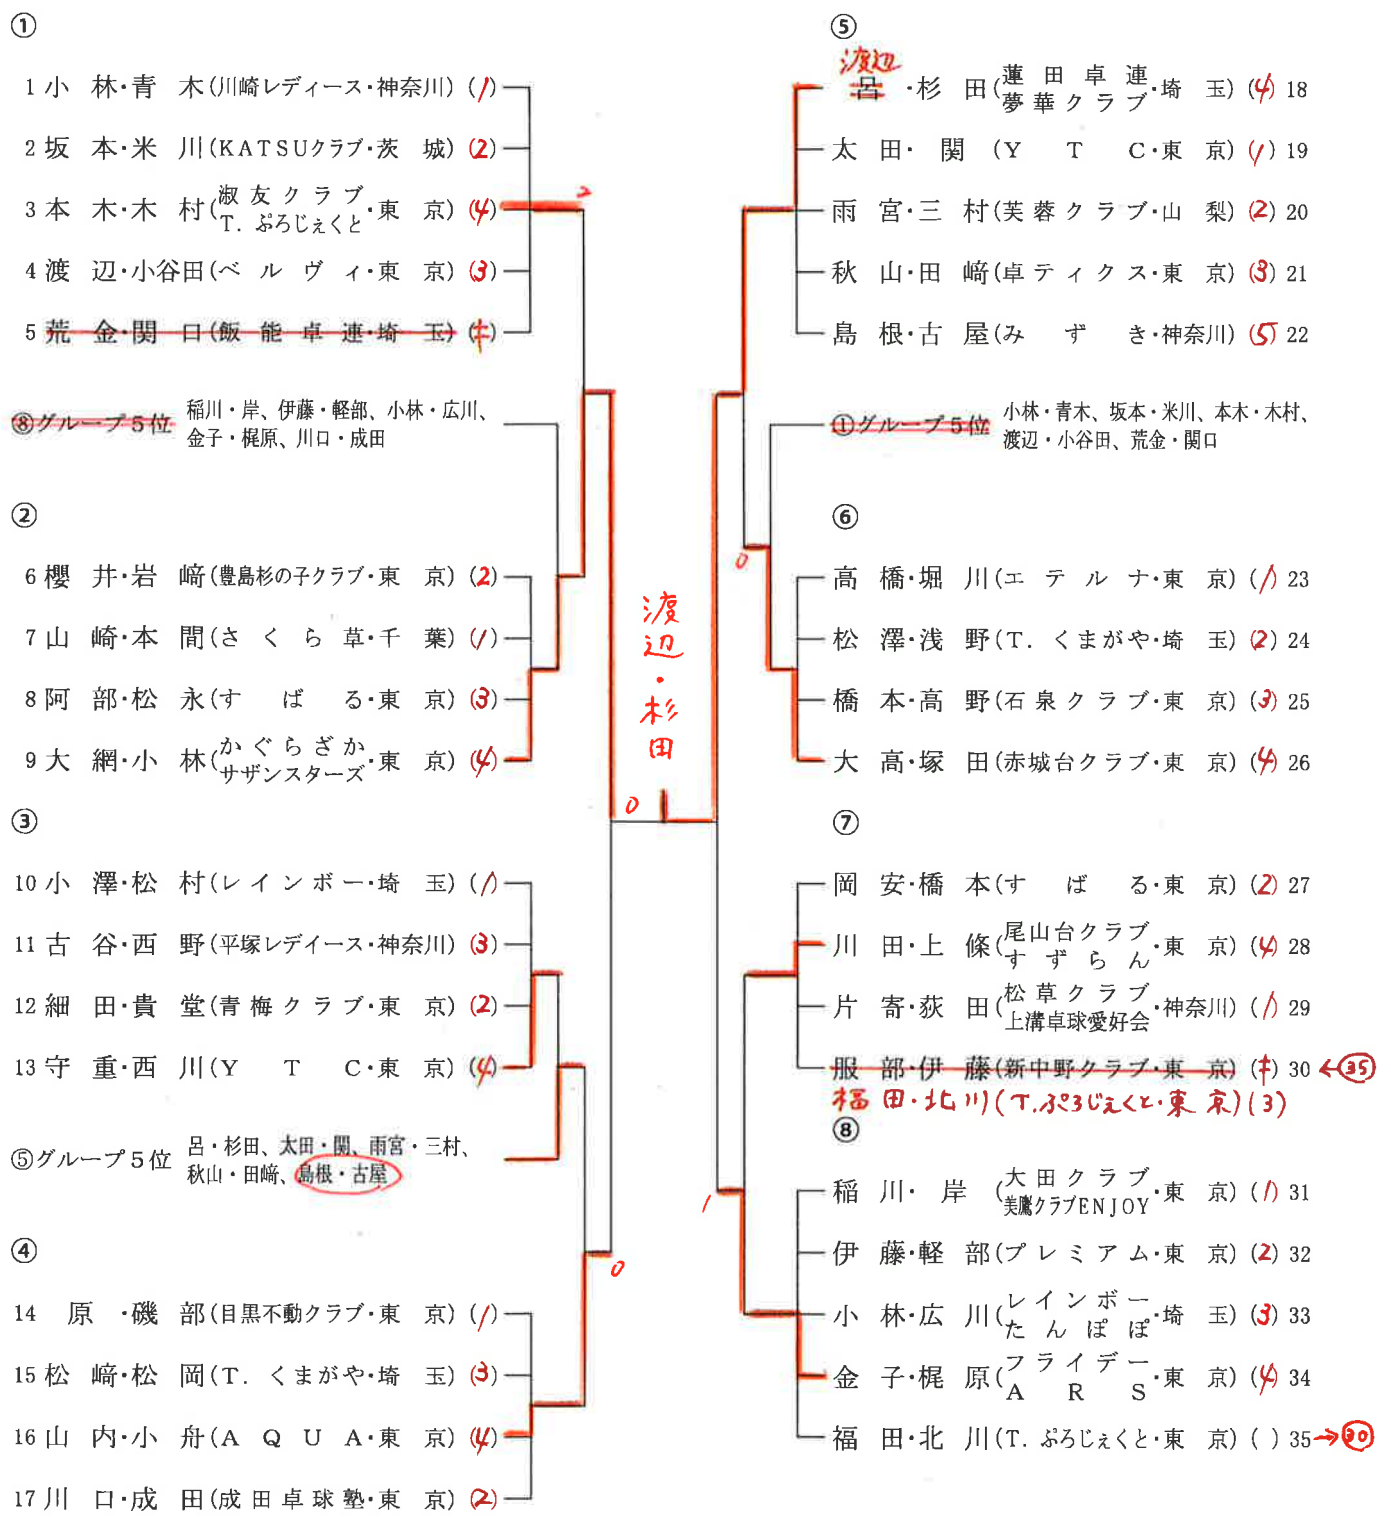 ①
1 小林・青木(川崎レディース・神奈川) (1)
2 坂本・米川(KATSUクラブ・茨城) (2)
3 本木・木村(淑友クラブ T. ぷろじぇくと・東京) (4)
2
4 渡辺・小谷田(ベルヴィ・東京) (3)
5 荒金・関口(飯能卓連・埼玉) (キ)
⑧グループ5位 稲川・岸、伊藤・軽部、小林・広川、
金子・梶原、川口・成田
②
6 櫻井・岩﨑(豊島杉の子クラブ・東京) (2)
7 山崎・本間(さくら草・千葉) (1)
8 阿部・松永(すばる・東京) (3)
9 大網・小林(かぐらざか サザンスターズ・東京) (4)
③
10 小澤・松村(レインボー・埼玉) (1)
11 古谷・西野(平塚レデイース・神奈川) (3)
12 細田・貴堂(青梅クラブ・東京) (2)
13 守重・西川(YTC・東京) (4)
⑤グループ5位 呂・杉田、太田・関、雨宮・三村、
秋山・田﨑、島根・古屋
④
0
14 原・磯部(目黒不動クラブ・東京) (1)
15 松﨑・松岡(T. くまがや・埼玉) (3)
16 山内・小舟(AQUA・東京) (4)
17 川口・成田(成田卓球塾・東京) (2)
渡辺・杉田
0
⑤
渡辺
呂・杉田(蓮田卓連 夢華クラブ・埼玉) (4) 18
太田・関(YTC・東京) (1) 19
雨宮・三村(芙蓉クラブ・山梨) (2) 20
秋山・田﨑(卓ティクス・東京) (3) 21
島根・古屋(みずき・神奈川) (5) 22
①グループ5位 小林・青木、坂本・米川、本木・木村、
渡辺・小谷田、荒金・関口
⑥
0
高橋・堀川(エテルナ・東京) (1) 23
松澤・浅野(T. くまがや・埼玉) (2) 24
橋本・高野(石泉クラブ・東京) (3) 25
大高・塚田(赤城台クラブ・東京) (4) 26
⑦
岡安・橋本(すばる・東京) (2) 27
川田・上條(尾山台クラブ すずらん・東京) (4) 28
片寄・荻田(松草クラブ 上溝卓球愛好会・神奈川) (1) 29
服部・伊藤(新中野クラブ・東京) (キ) 30 ←㉟
福田・北川(T.ぷろじぇくと・東京) (3)
⑧
1
稲川・岸(大田クラブ 美鷹クラブENJOY・東京) (1) 31
伊藤・軽部(プレミアム・東京) (2) 32
小林・広川(レインボー たんぽぽ・埼玉) (3) 33
金子・梶原(フライデー ARS・東京) (4) 34
福田・北川(T. ぷろじぇくと・東京) ( ) 35 →㉚